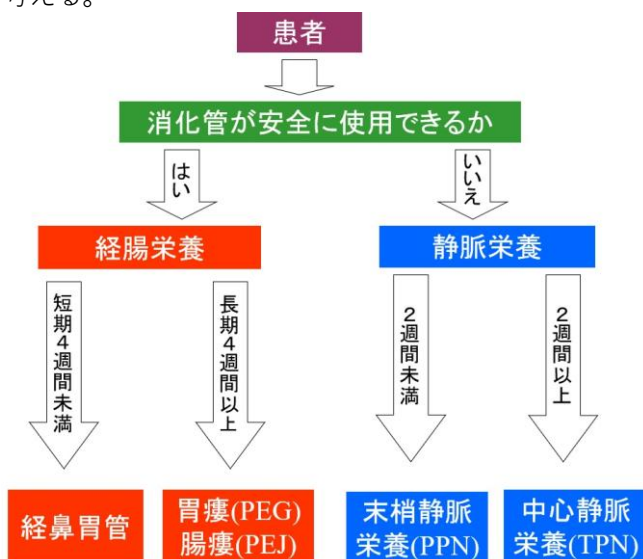 考える。
患者
消化管が安全に使用できるか
はい
いいえ
経腸栄養
静脈栄養
短期4週間未満
長期4週間以上
2週間未満
2週間以上
経鼻胃管
胃瘻(PEG)
腸瘻(PEJ)
末梢静脈
栄養(PPN)
中心静脈
栄養(TPN)